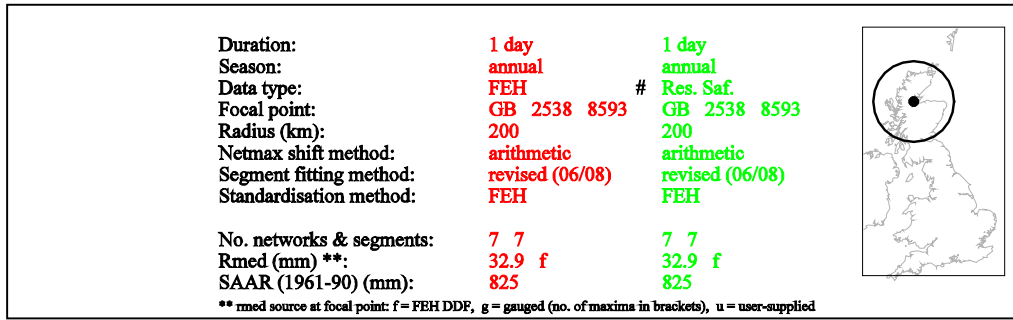 Duration: 1 day 1 day
Season: annual annual
Data type: FEH # Res. Saf.
Focal point: GB 2538 8593 GB 2538 8593
Radius (km): 200 200
Netmax shift method: arithmetic arithmetic
Segment fitting method: revised (06/08) revised (06/08)
Standardisation method: FEH FEH
No. networks & segments: 7 7 7 7
Rmed (mm) **: 32.9 f 32.9 f
SAAR (1961-90) (mm): 825 825
** rmed source at focal point: f = FEH DDF, g = gauged (no. of maxima in brackets), u = user-supplied